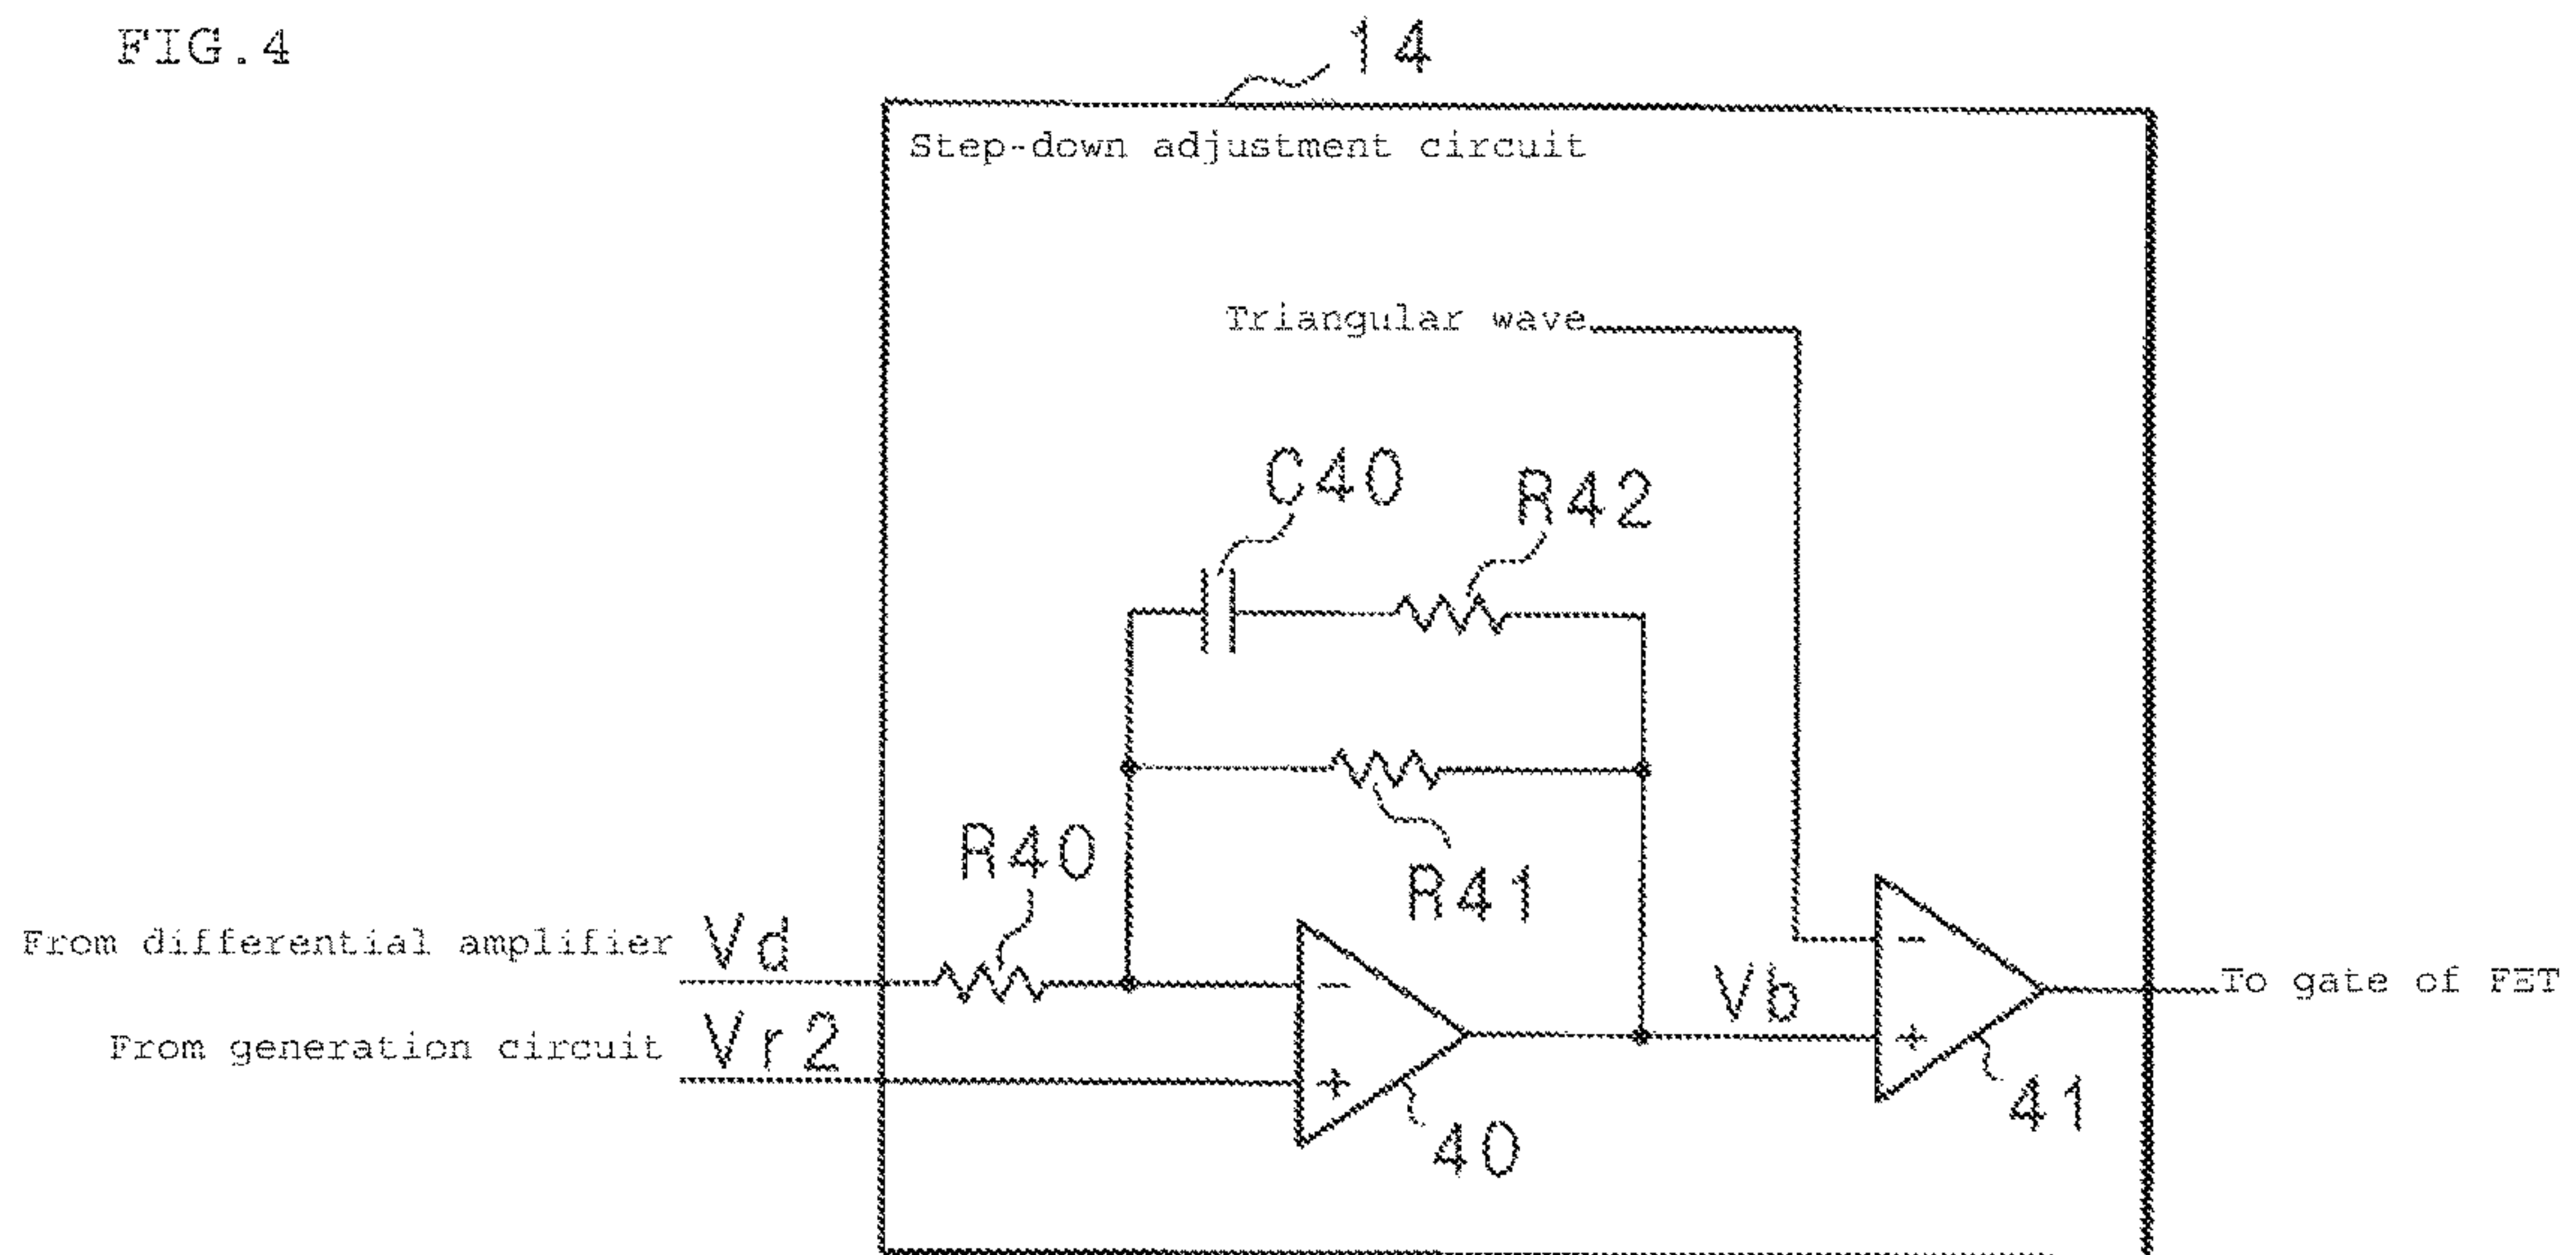 FIG.4
14
Step-down adjustment circuit
Triangular wave
C40
R42
R40
R41
From differential amplifier Vd
Vb
To gate of FET
From generation circuit Vr2
-
+
-
+
40
41